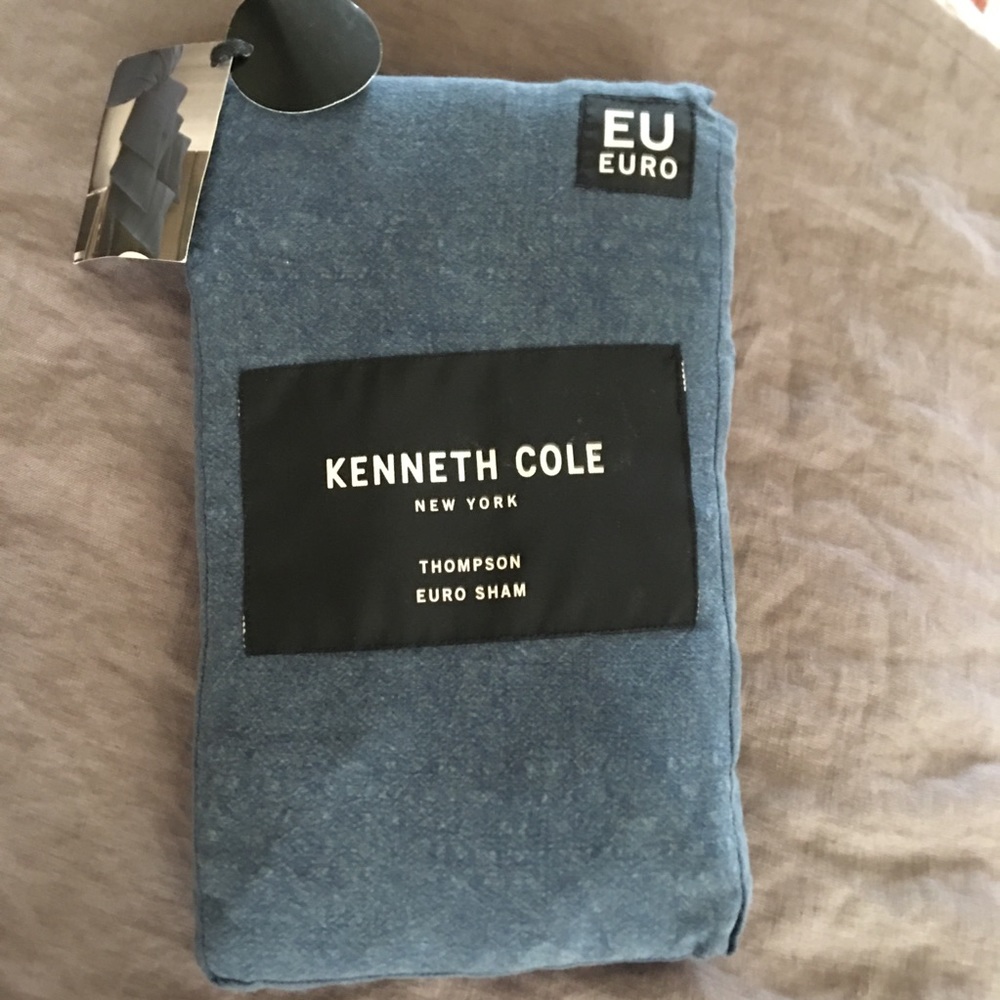 EU
EURO
KENNETH COLE
NEW YORK
THOMPSON
EURO SHAM